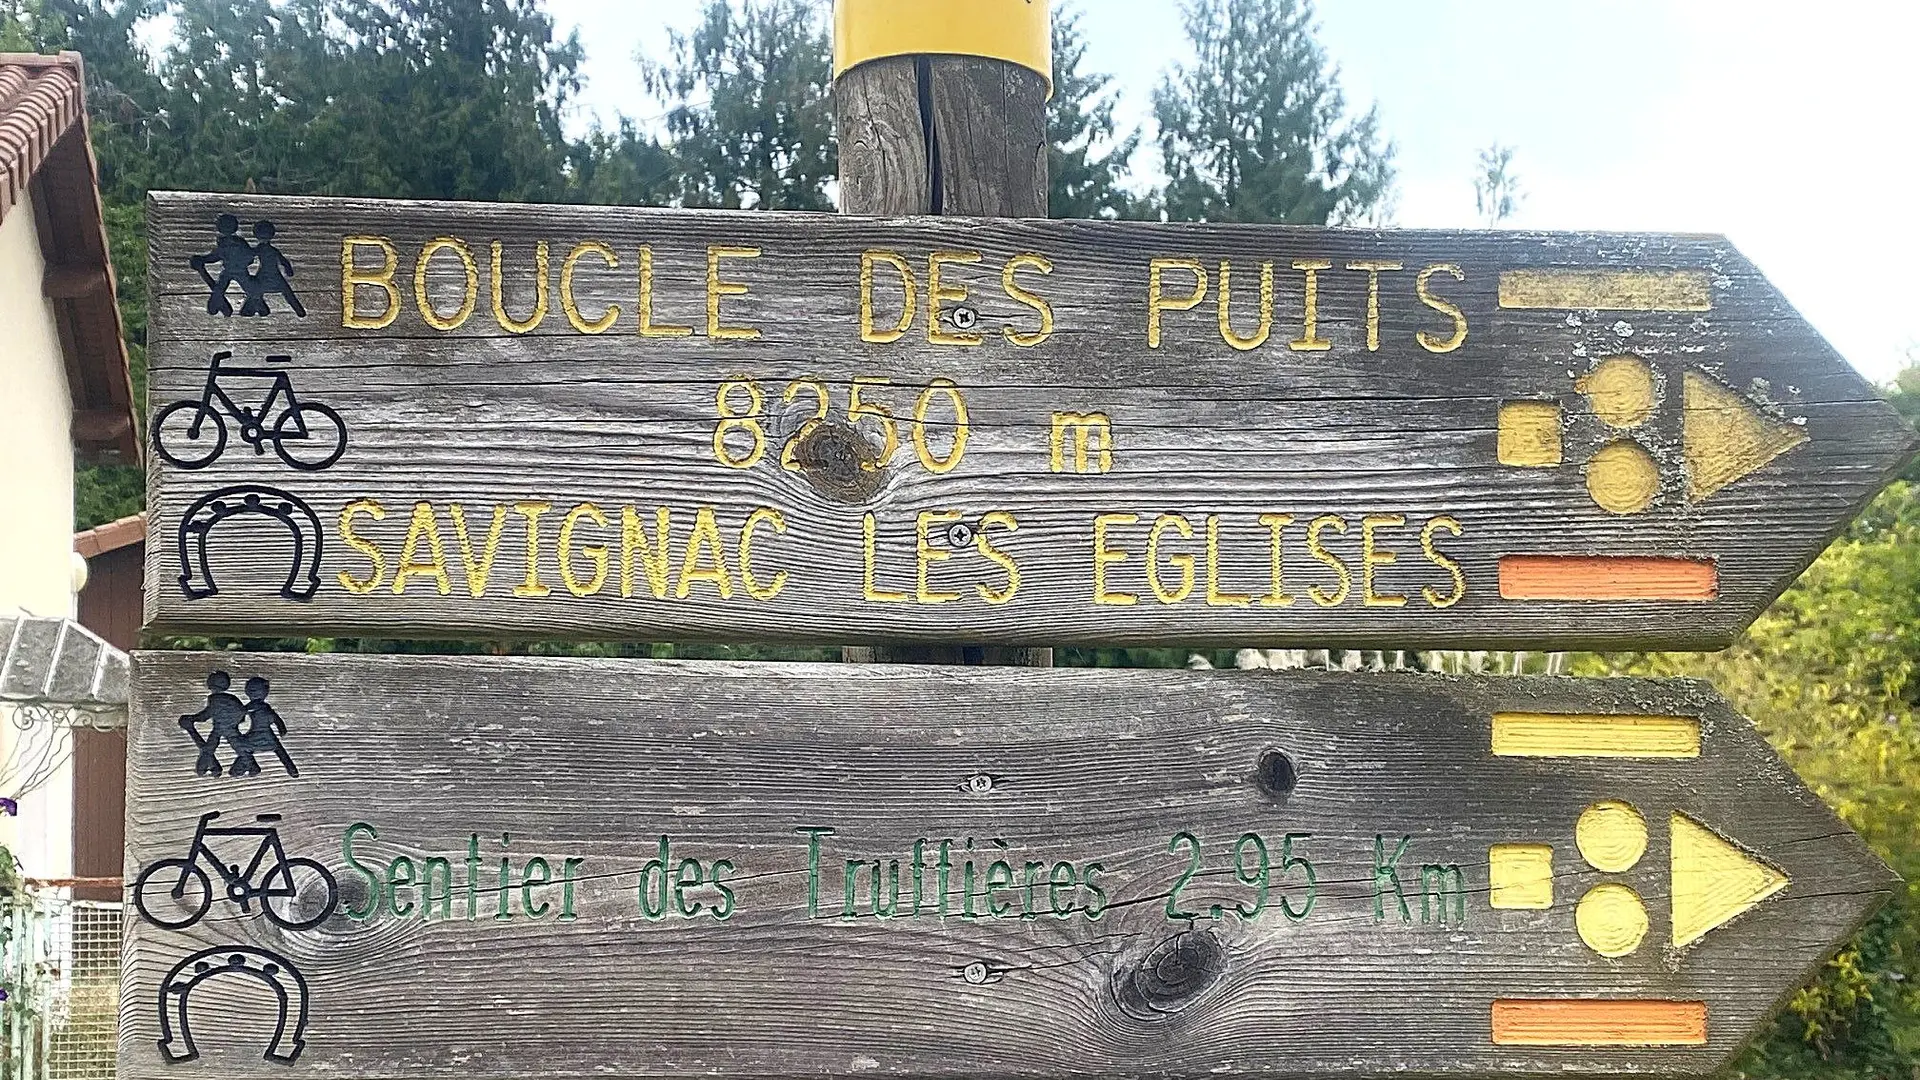 BOUCLE DES PUITS
8250 m
SAVIGNAC LES EGLISES
Sentier des Truffières 2.95 Km